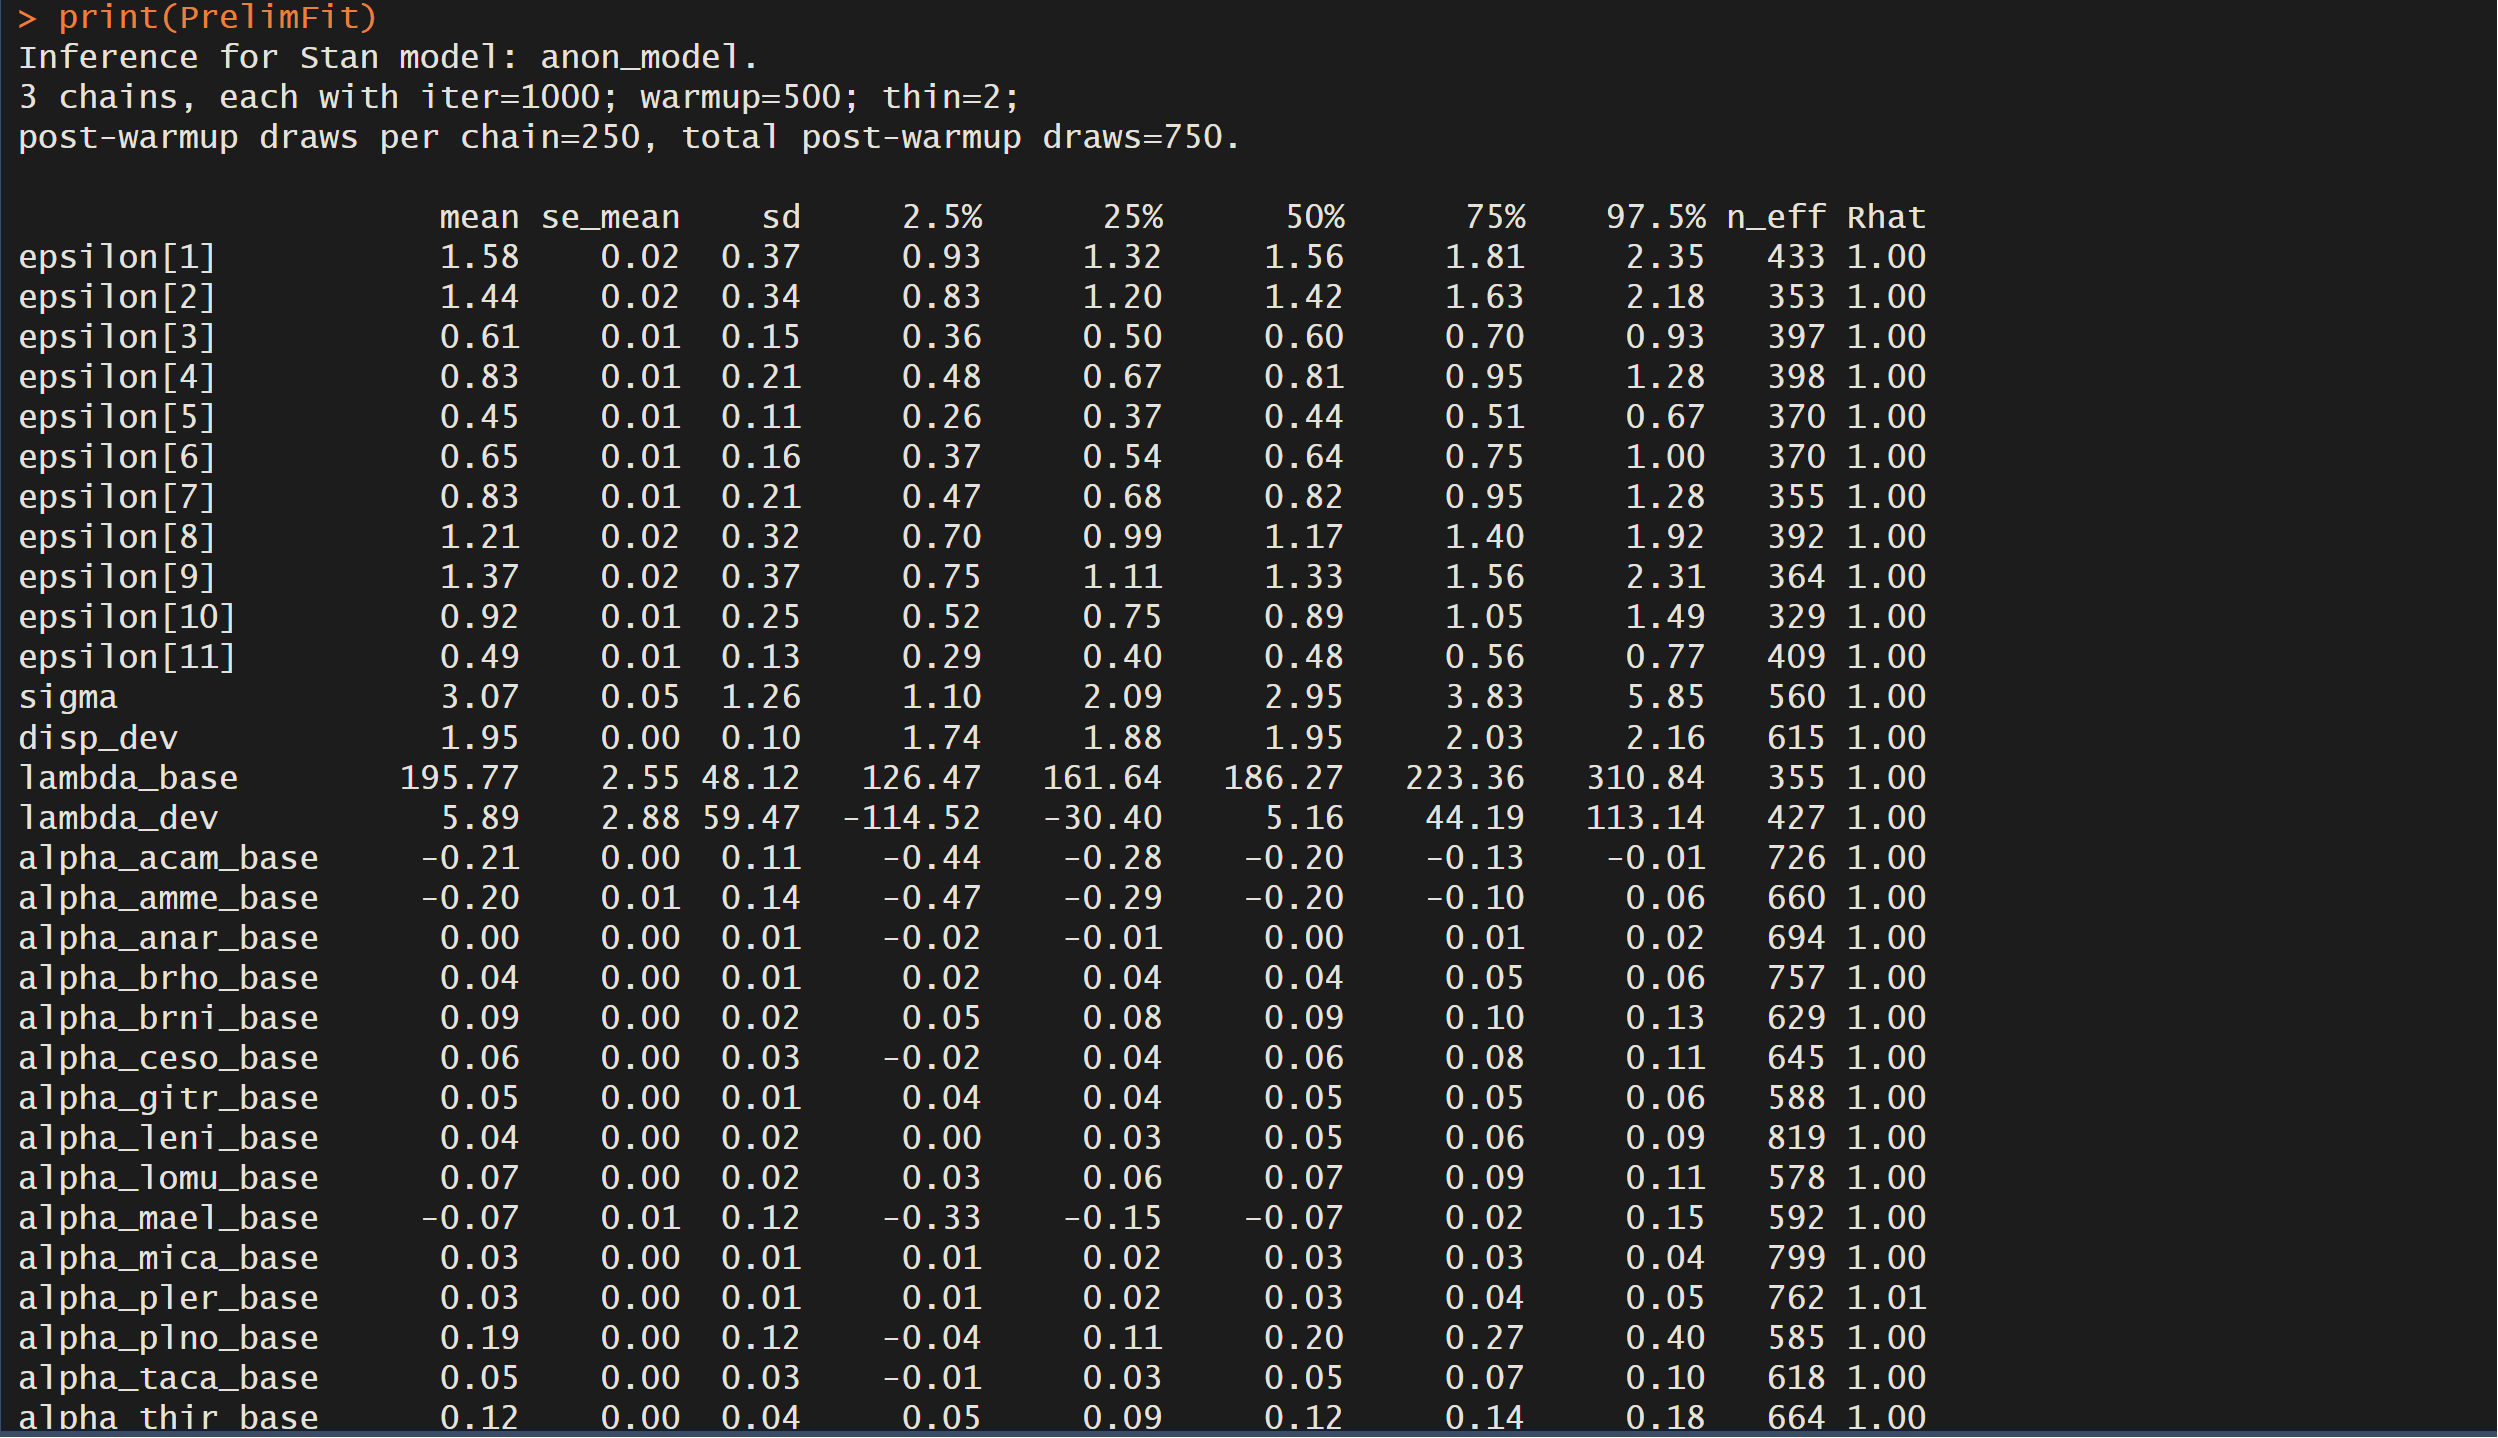 > print(PrelimFit)
Inference for Stan model: anon_model.
3 chains, each with iter=1000; warmup=500; thin=2;
post-warmup draws per chain=250, total post-warmup draws=750.
mean se_mean sd 2.5% 25% 50% 75% 97.5% n_eff Rhat
epsilon[1] 1.58 0.02 0.37 0.93 1.32 1.56 1.81 2.35 433 1.00
epsilon[2] 1.44 0.02 0.34 0.83 1.20 1.42 1.63 2.18 353 1.00
epsilon[3] 0.61 0.01 0.15 0.36 0.50 0.60 0.70 0.93 397 1.00
epsilon[4] 0.83 0.01 0.21 0.48 0.67 0.81 0.95 1.28 398 1.00
epsilon[5] 0.45 0.01 0.11 0.26 0.37 0.44 0.51 0.67 370 1.00
epsilon[6] 0.65 0.01 0.16 0.37 0.54 0.64 0.75 1.00 370 1.00
epsilon[7] 0.83 0.01 0.21 0.47 0.68 0.82 0.95 1.28 355 1.00
epsilon[8] 1.21 0.02 0.32 0.70 0.99 1.17 1.40 1.92 392 1.00
epsilon[9] 1.37 0.02 0.37 0.75 1.11 1.33 1.56 2.31 364 1.00
epsilon[10] 0.92 0.01 0.25 0.52 0.75 0.89 1.05 1.49 329 1.00
epsilon[11] 0.49 0.01 0.13 0.29 0.40 0.48 0.56 0.77 409 1.00
sigma 3.07 0.05 1.26 1.10 2.09 2.95 3.83 5.85 560 1.00
disp_dev 1.95 0.00 0.10 1.74 1.88 1.95 2.03 2.16 615 1.00
lambda_base 195.77 2.55 48.12 126.47 161.64 186.27 223.36 310.84 355 1.00
lambda_dev 5.89 2.88 59.47 -114.52 -30.40 5.16 44.19 113.14 427 1.00
alpha_acam_base -0.21 0.00 0.11 -0.44 -0.28 -0.20 -0.13 -0.01 726 1.00
alpha_amme_base -0.20 0.01 0.14 -0.47 -0.29 -0.20 -0.10 0.06 660 1.00
alpha_anar_base 0.00 0.00 0.01 -0.02 -0.01 0.00 0.01 0.02 694 1.00
alpha_brho_base 0.04 0.00 0.01 0.02 0.04 0.04 0.05 0.06 757 1.00
alpha_brni_base 0.09 0.00 0.02 0.05 0.08 0.09 0.10 0.13 629 1.00
alpha_ceso_base 0.06 0.00 0.03 -0.02 0.04 0.06 0.08 0.11 645 1.00
alpha_gitr_base 0.05 0.00 0.01 0.04 0.04 0.05 0.05 0.06 588 1.00
alpha_leni_base 0.04 0.00 0.02 0.00 0.03 0.05 0.06 0.09 819 1.00
alpha_lomu_base 0.07 0.00 0.02 0.03 0.06 0.07 0.09 0.11 578 1.00
alpha_mael_base -0.07 0.01 0.12 -0.33 -0.15 -0.07 0.02 0.15 592 1.00
alpha_mica_base 0.03 0.00 0.01 0.01 0.02 0.03 0.03 0.04 799 1.00
alpha_pler_base 0.03 0.00 0.01 0.01 0.02 0.03 0.04 0.05 762 1.01
alpha_plno_base 0.19 0.00 0.12 -0.04 0.11 0.20 0.27 0.40 585 1.00
alpha_taca_base 0.05 0.00 0.03 -0.01 0.03 0.05 0.07 0.10 618 1.00
alpha_thir_base 0.12 0.00 0.04 0.05 0.09 0.12 0.14 0.18 664 1.00